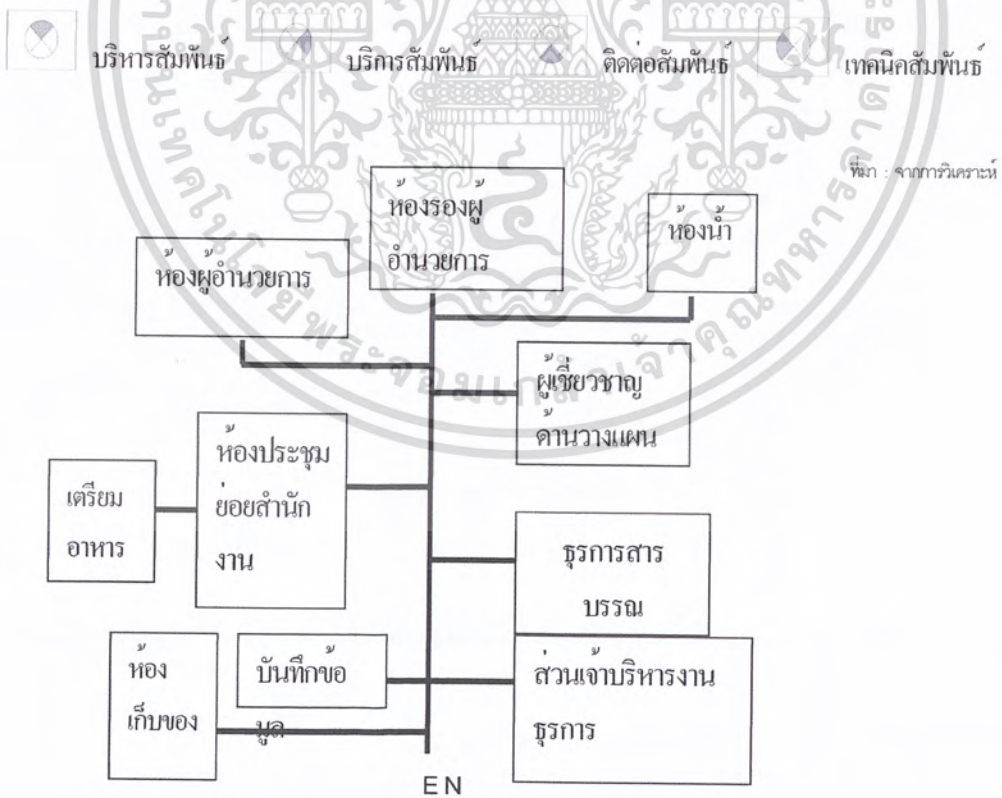 บริหารสัมพันธ์ บริการสัมพันธ์ ติดต่อสัมพันธ์ เทคนิคสัมพันธ์
ที่มา : จากการวิเคราะห์
ห้องรองผู้
อำนวยการ
ห้องน้ำ
ห้องผู้อำนวยการ
ผู้เชี่ยวชาญ
ด้านวางแผน
ห้องประชุม
ย่อยสำนัก
งาน
เตรียม
อาหาร
ธุรการสาร
บรรณ
ห้อง
เก็บของ
บันทึกข้อ
มูล
ส่วนเจ้าบริหารงาน
ธุรการ
EN